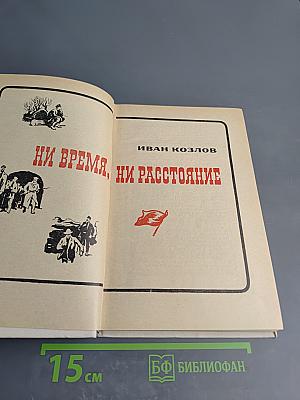 ИВАН КОЗЛОВ
НИ ВРЕМЯ, НИ РАССТОЯНИЕ
15 см
БФ БИБЛИОФАН